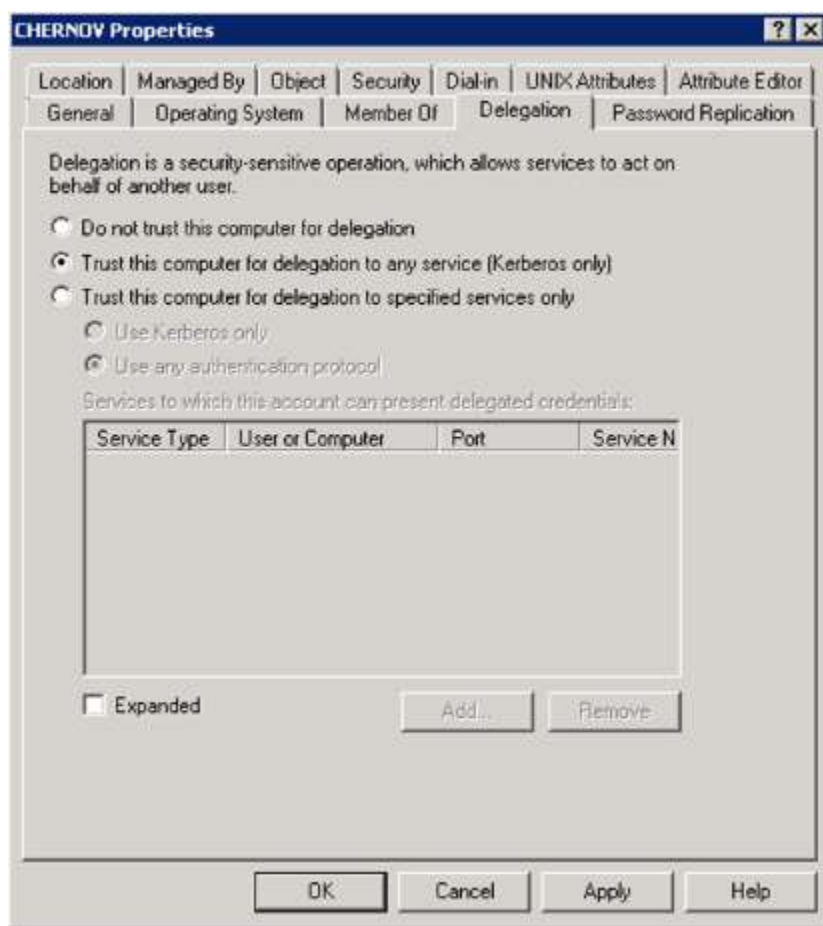 CHERNOV Properties
Location Managed By Object Security Dial-in UNIX Attributes Attribute Editor
General Operating System Member Of Delegation Password Replication
Delegation is a security-sensitive operation, which allows services to act on
behalf of another user.
Do not trust this computer for delegation
Trust this computer for delegation to any service (Kerberos only)
Trust this computer for delegation to specified services only
Use Kerberos only
Use any authentication protocol
Services to which this account can present delegated credentials:
Service Type User or Computer Port Service N
Expanded Add... Remove
OK Cancel Apply Help